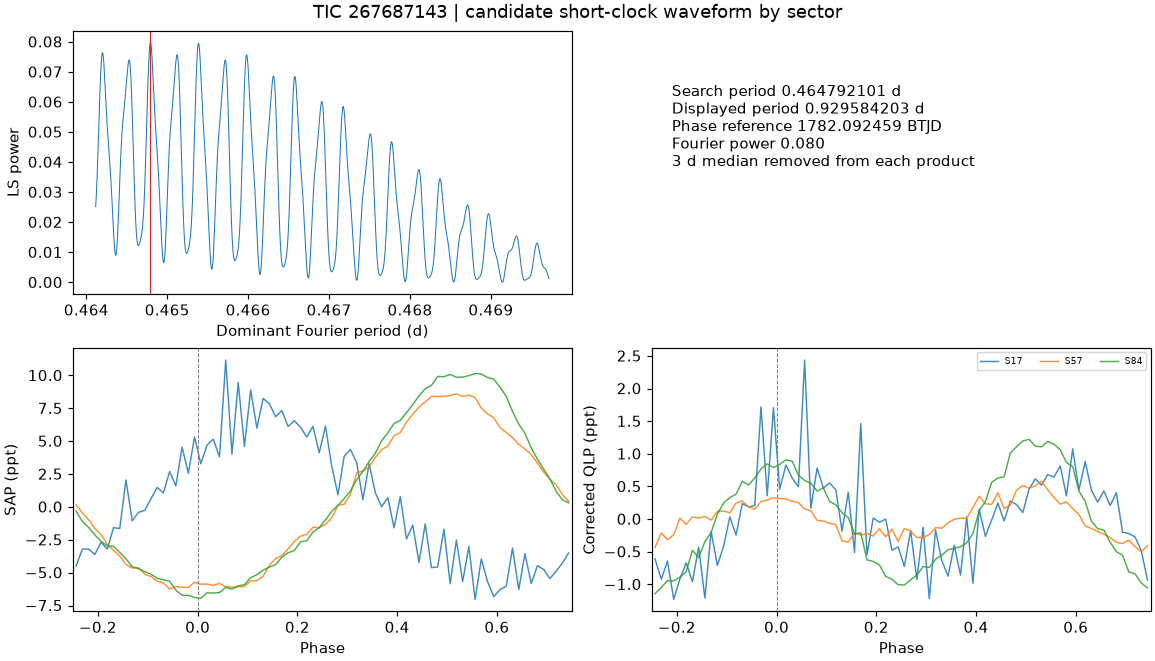 TIC 267687143 | candidate short-clock waveform by sector
0.08
0.07
0.06
0.05
0.04
0.03
0.02
0.01
0.00
LS power
0.464 0.465 0.466 0.467 0.468 0.469
Dominant Fourier period (d)
Search period 0.464792101 d
Displayed period 0.929584203 d
Phase reference 1782.092459 BTJD
Fourier power 0.080
3 d median removed from each product
10.0
7.5
5.0
2.5
0.0
−2.5
−5.0
−7.5
SAP (ppt)
−0.2 0.0 0.2 0.4 0.6
Phase
S17 S57 S84
2.5
2.0
1.5
1.0
0.5
0.0
−0.5
−1.0
Corrected QLP (ppt)
−0.2 0.0 0.2 0.4 0.6
Phase